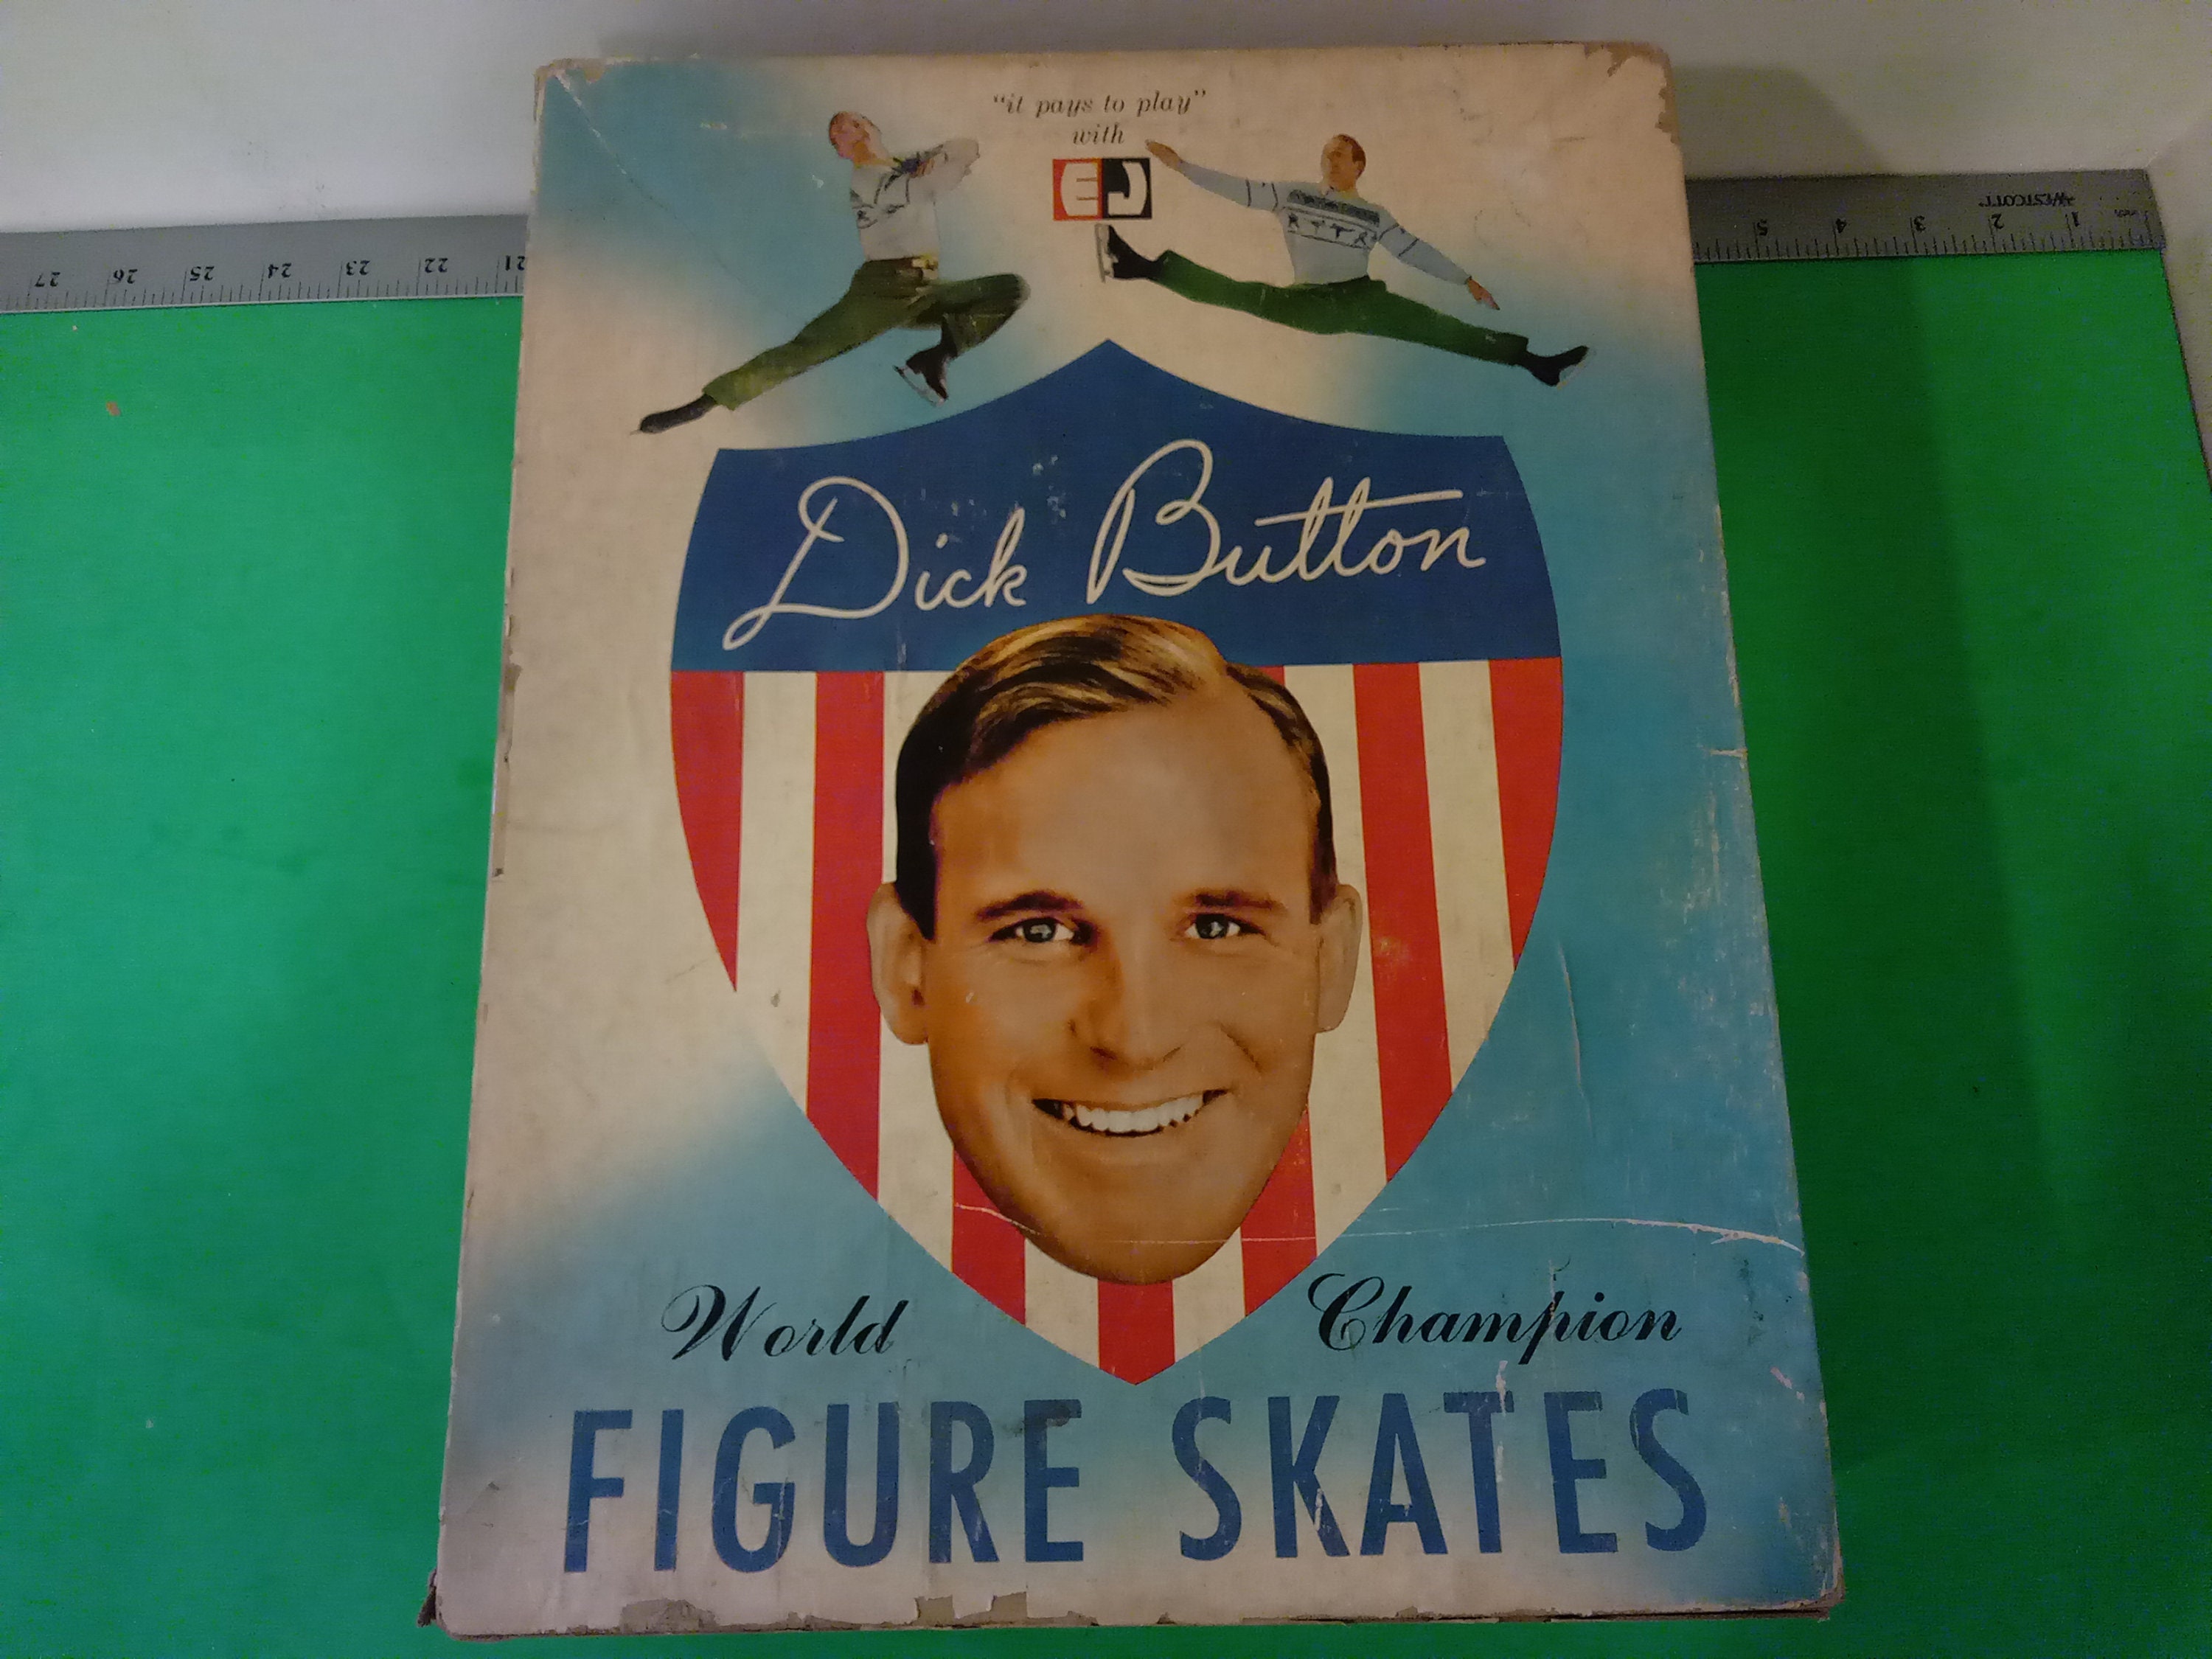 "it pays to play"
with
EJ
Dick Button
World Champion
FIGURE SKATES
27 26 25 24 23 22 21
5 4 3 2 1
WESTCOTT